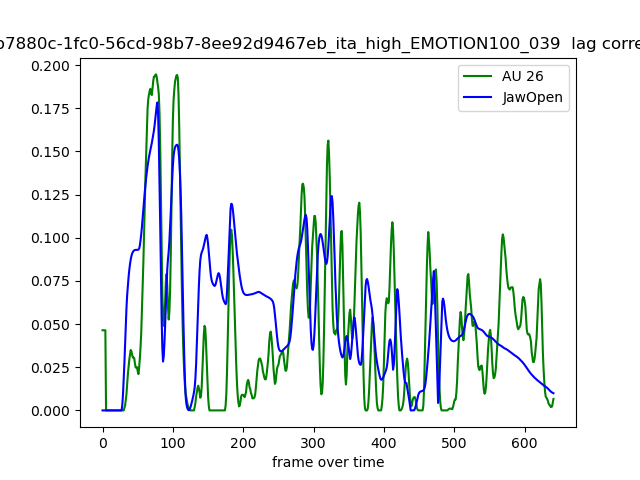 b7880c-1fc0-56cd-98b7-8ee92d9467eb_ita_high_EMOTION100_039 lag corre
AU 26
JawOpen
0.200
0.175
0.150
0.125
0.100
0.075
0.050
0.025
0.000
0 100 200 300 400 500 600
frame over time